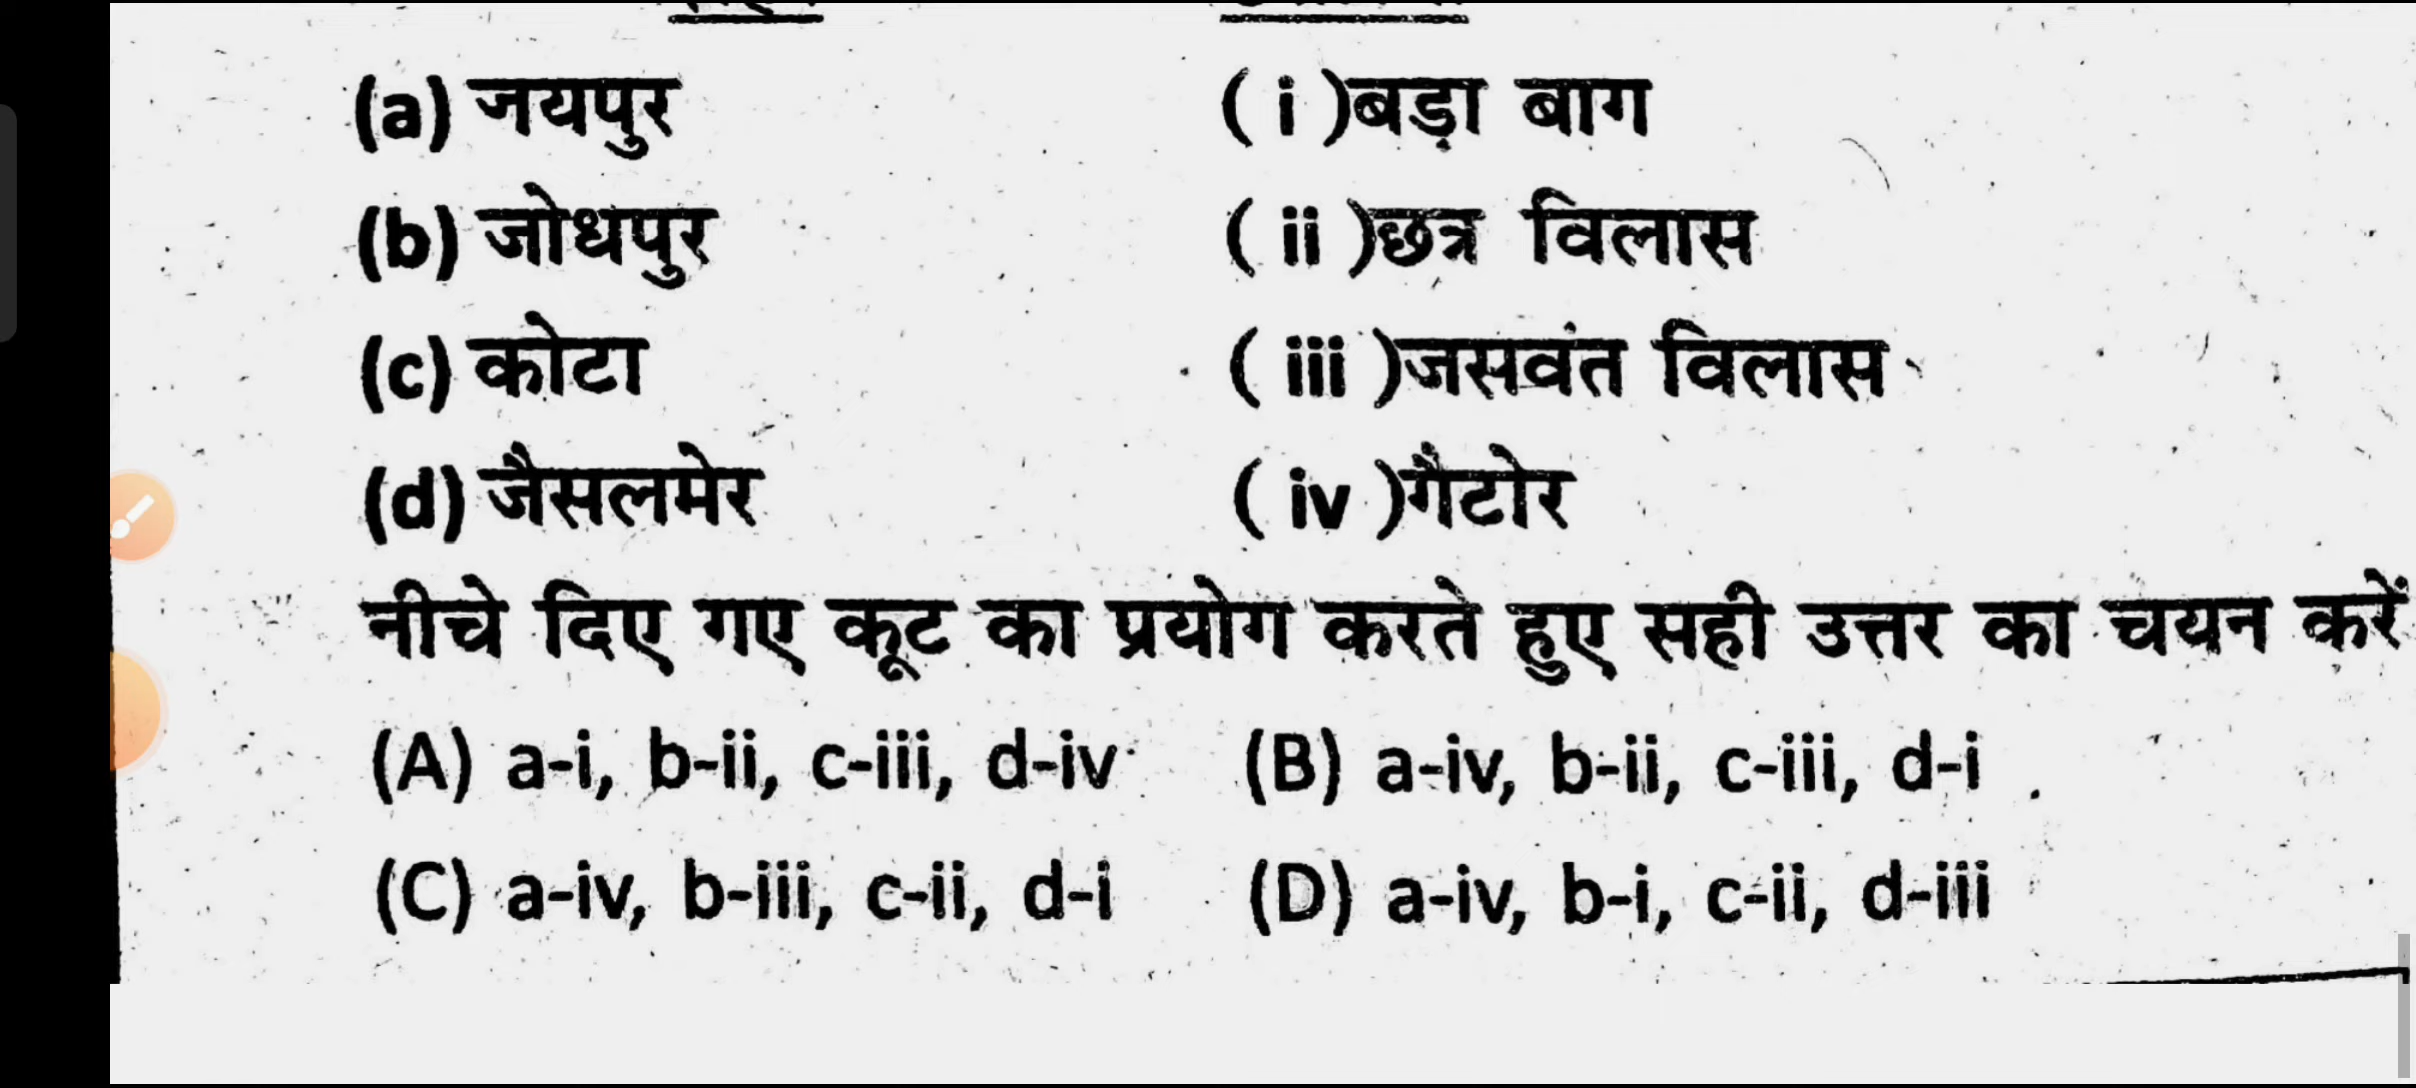 (a) जयपुर ( i )बड़ा बाग
(b) जोधपुर ( ii )छत्र विलास
(c) कोटा ( iii )जसवंत विलास
(d) जैसलमेर ( iv )गैटोर
नीचे दिए गए कूट का प्रयोग करते हुए सही उत्तर का चयन करें
(A) a-i, b-ii, c-iii, d-iv (B) a-iv, b-ii, c-iii, d-i
(C) a-iv, b-iii, c-ii, d-i (D) a-iv, b-i, c-ii, d-iii